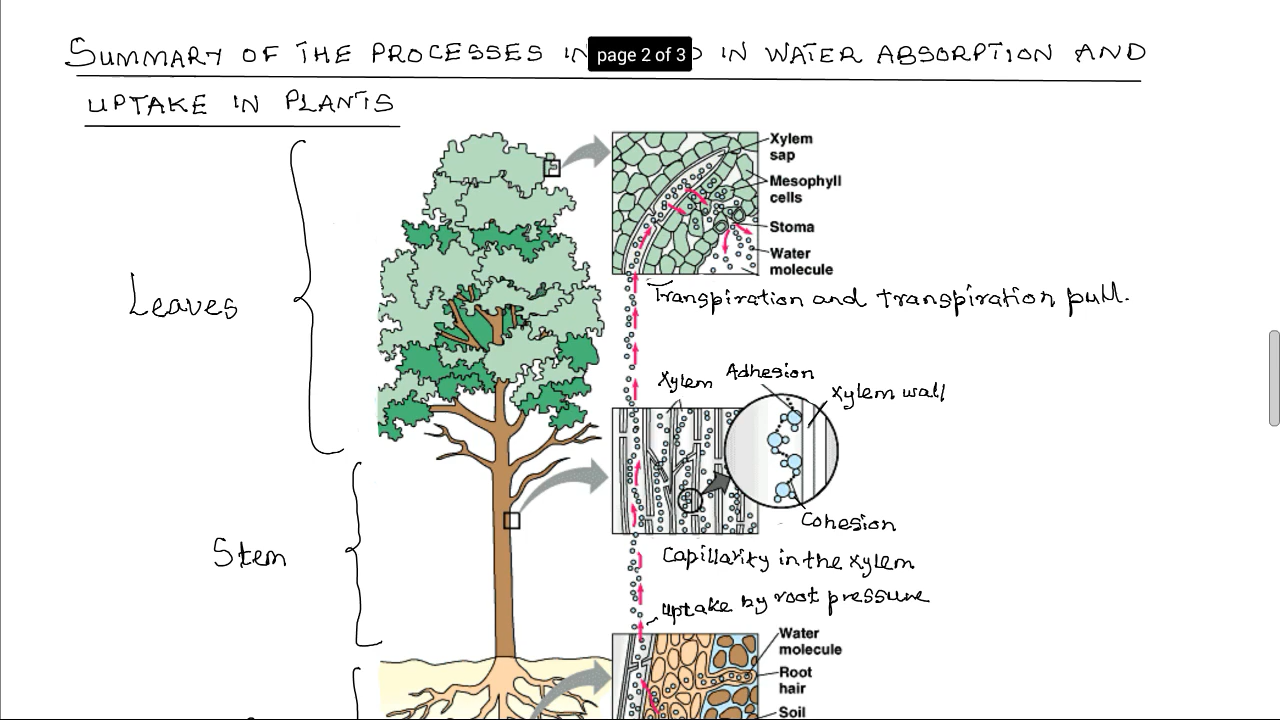 SUMMARY OF THE PROCESSES IN
page 2 of 3
IN WATER ABSORPTION AND
UPTAKE IN PLANTS
Xylem
sap
Mesophyll
cells
Stoma
Water
molecule
Leaves
Transpiration and transpiration pull.
Xylem
Adhesion
Xylem wall
Cohesion
Stem
Capillarity in the xylem
uptake by root pressure
Water
molecule
Root
hair
Soil